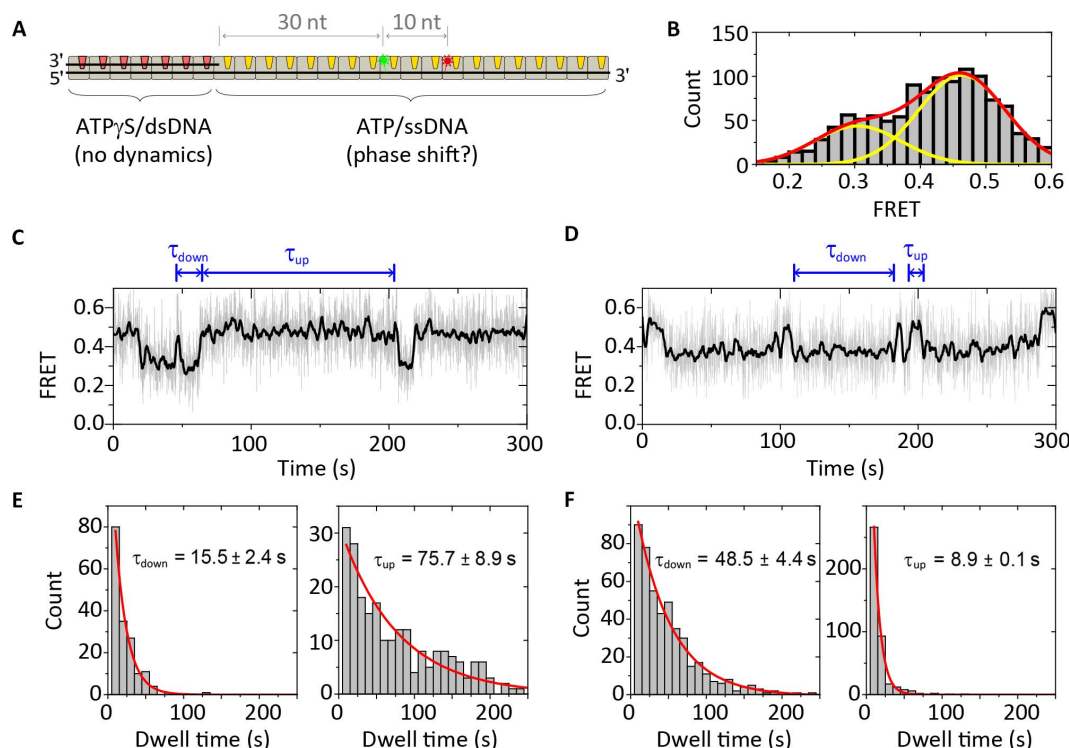 A
30 nt
10 nt
3'
5'
3'
ATPγS/dsDNA
(no dynamics)
ATP/ssDNA
(phase shift?)
B
Count
150
100
50
0
0.2 0.3 0.4 0.5 0.6
FRET
C
τdown
τup
FRET
0.6
0.4
0.2
0.0
0 100 200 300
Time (s)
D
τdown
τup
FRET
0.6
0.4
0.2
0.0
0 100 200 300
Time (s)
E
Count
80
60
40
20
0
τdown = 15.5 ± 2.4 s
0 100 200
Dwell time (s)
30
20
10
0
τup = 75.7 ± 8.9 s
0 100 200
Dwell time (s)
F
Count
80
60
40
20
0
τdown = 48.5 ± 4.4 s
0 100 200
Dwell time (s)
200
100
0
τup = 8.9 ± 0.1 s
0 100 200
Dwell time (s)